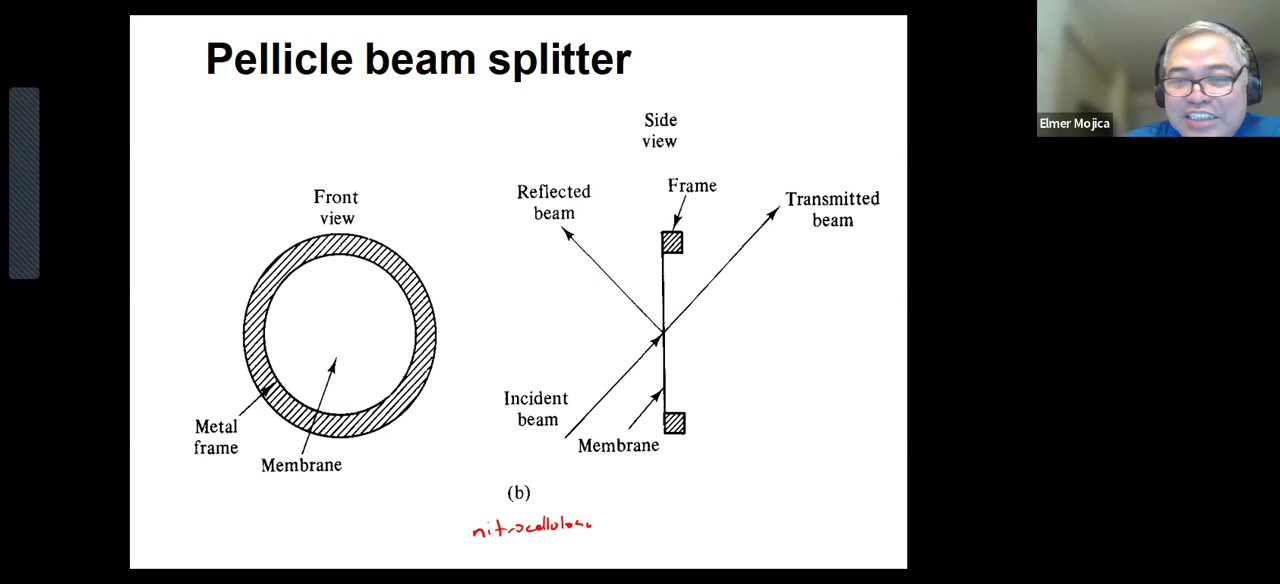 Pellicle beam splitter
Elmer Mojica
Side
view
Reflected
beam
Frame
Transmitted
beam
Front
view
Incident
beam
Metal
frame
Membrane
Membrane
(b)